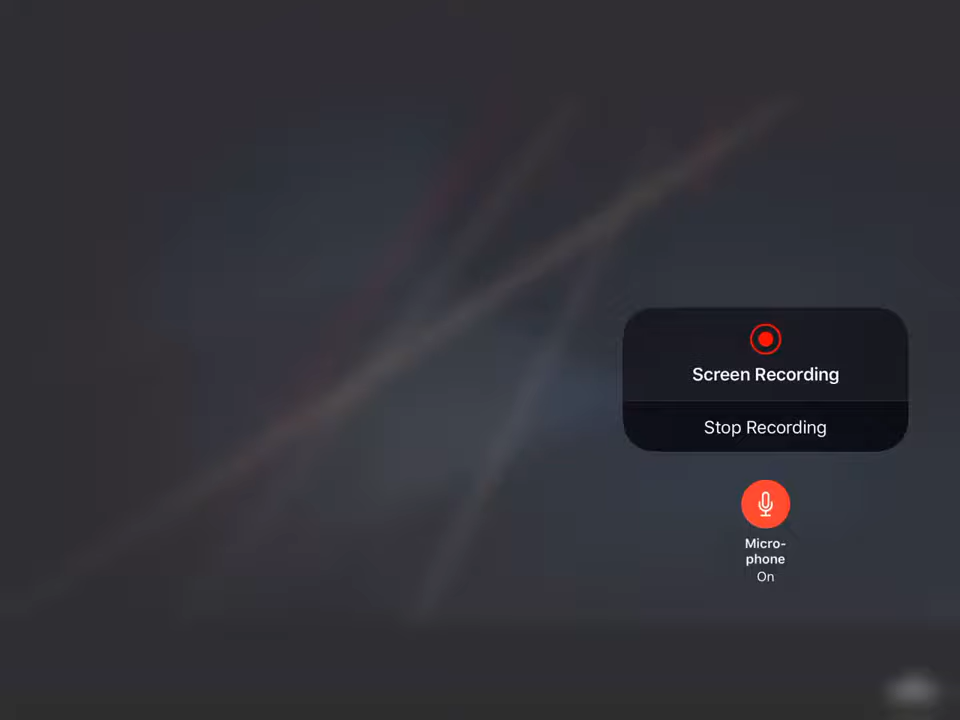 Screen Recording
Stop Recording
Micro-
phone
On